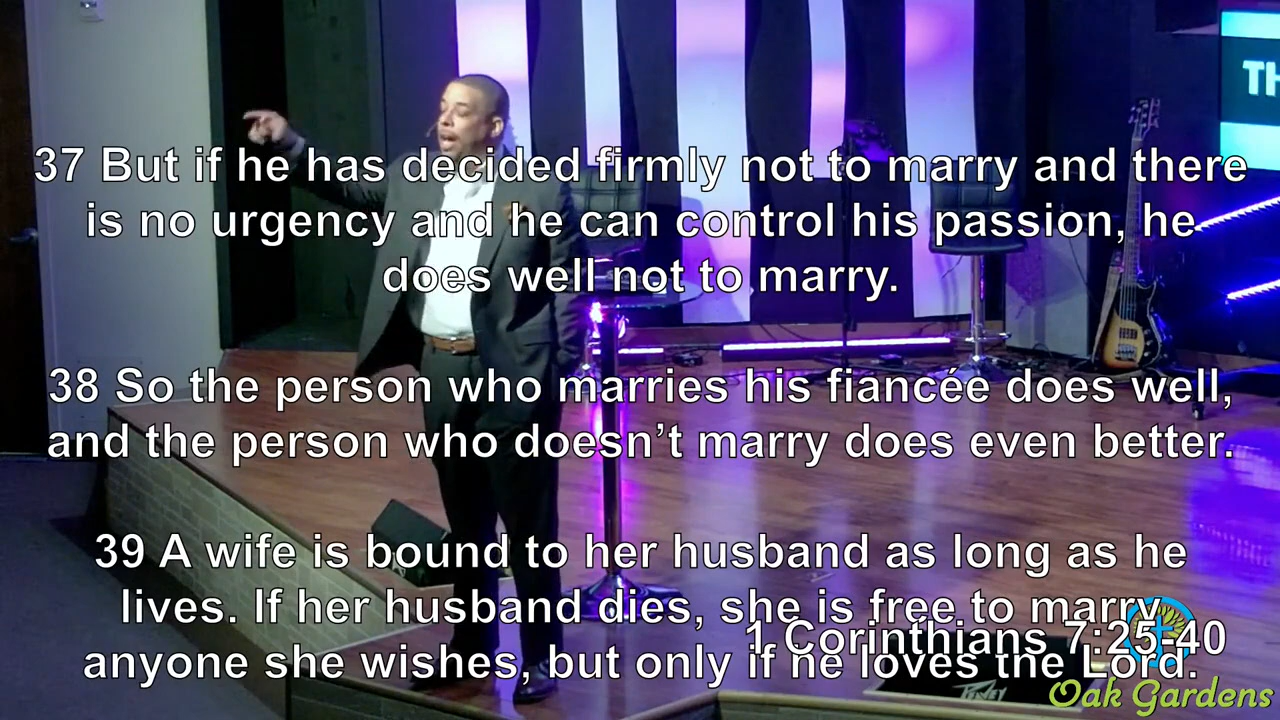 TH
37 But if he has decided firmly not to marry and there
is no urgency and he can control his passion, he
does well not to marry.
38 So the person who marries his fiancée does well,
and the person who doesn’t marry does even better.
39 A wife is bound to her husband as long as he
lives. If her husband dies, she is free to marry
anyone she wishes, but only if he loves the Lord.
1 Corinthians 7:25-40
PEAVEY
Oak Gardens